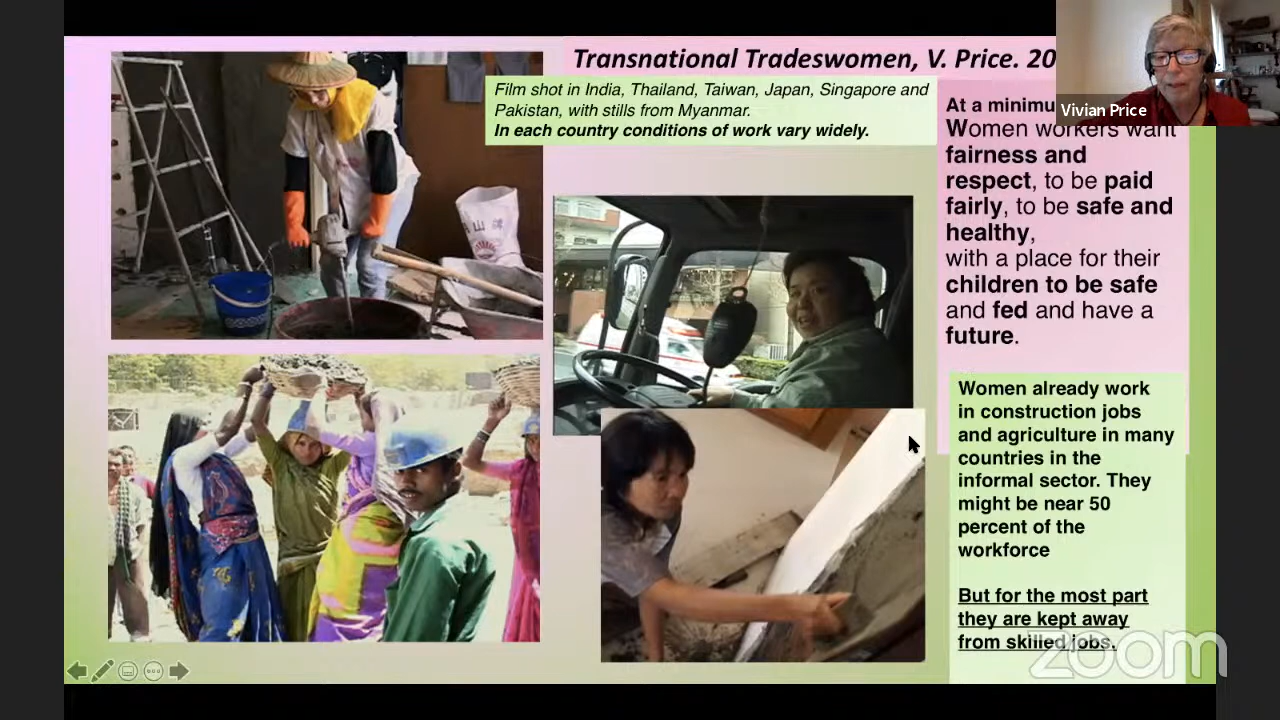 Transnational Tradeswomen, V. Price. 20
Film shot in India, Thailand, Taiwan, Japan, Singapore and
Pakistan, with stills from Myanmar.
In each country conditions of work vary widely.
Vivian Price
At a minimu
Women workers want
fairness and
respect, to be paid
fairly, to be safe and
healthy,
with a place for their
children to be safe
and fed and have a
future.
Women already work
in construction jobs
and agriculture in many
countries in the
informal sector. They
might be near 50
percent of the
workforce
But for the most part
they are kept away
from skilled jobs.
zoom